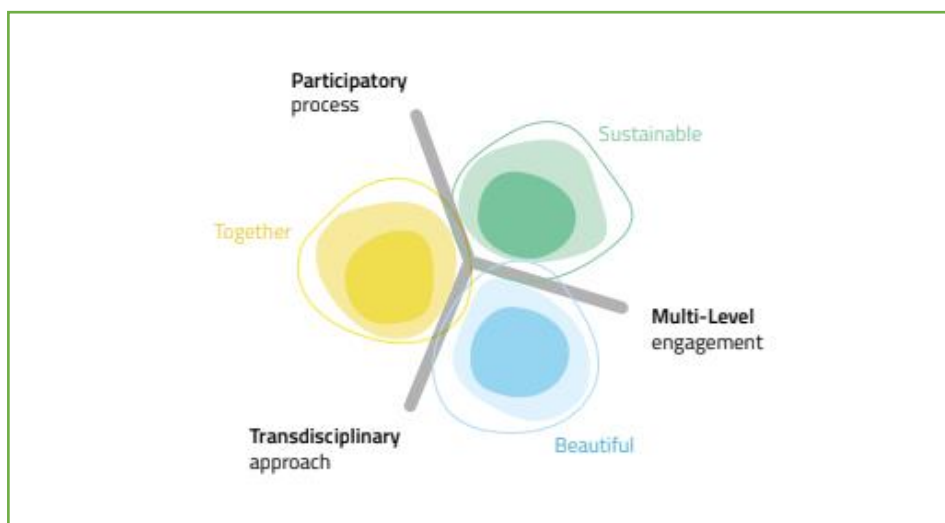 Participatory
process
Sustainable
Together
Multi-Level
engagement
Transdisciplinary
approach
Beautiful